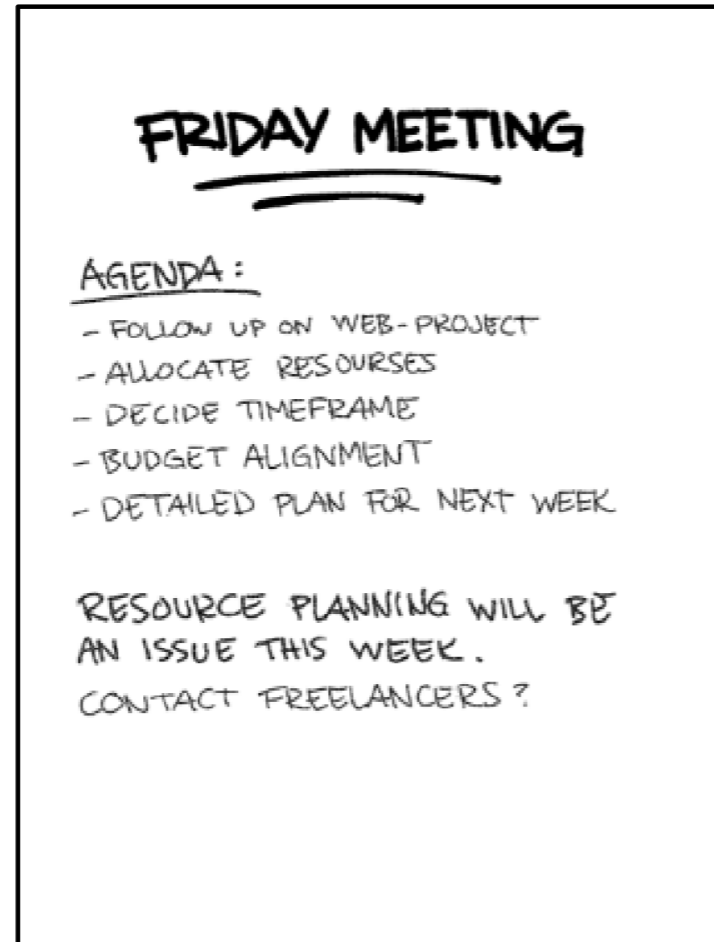 FRIDAY MEETING
AGENDA:
- FOLLOW UP ON WEB-PROJECT
- ALLOCATE RESOURSES
- DECIDE TIMEFRAME
- BUDGET ALIGNMENT
- DETAILED PLAN FOR NEXT WEEK
RESOURCE PLANNING WILL BE
AN ISSUE THIS WEEK.
CONTACT FREELANCERS?